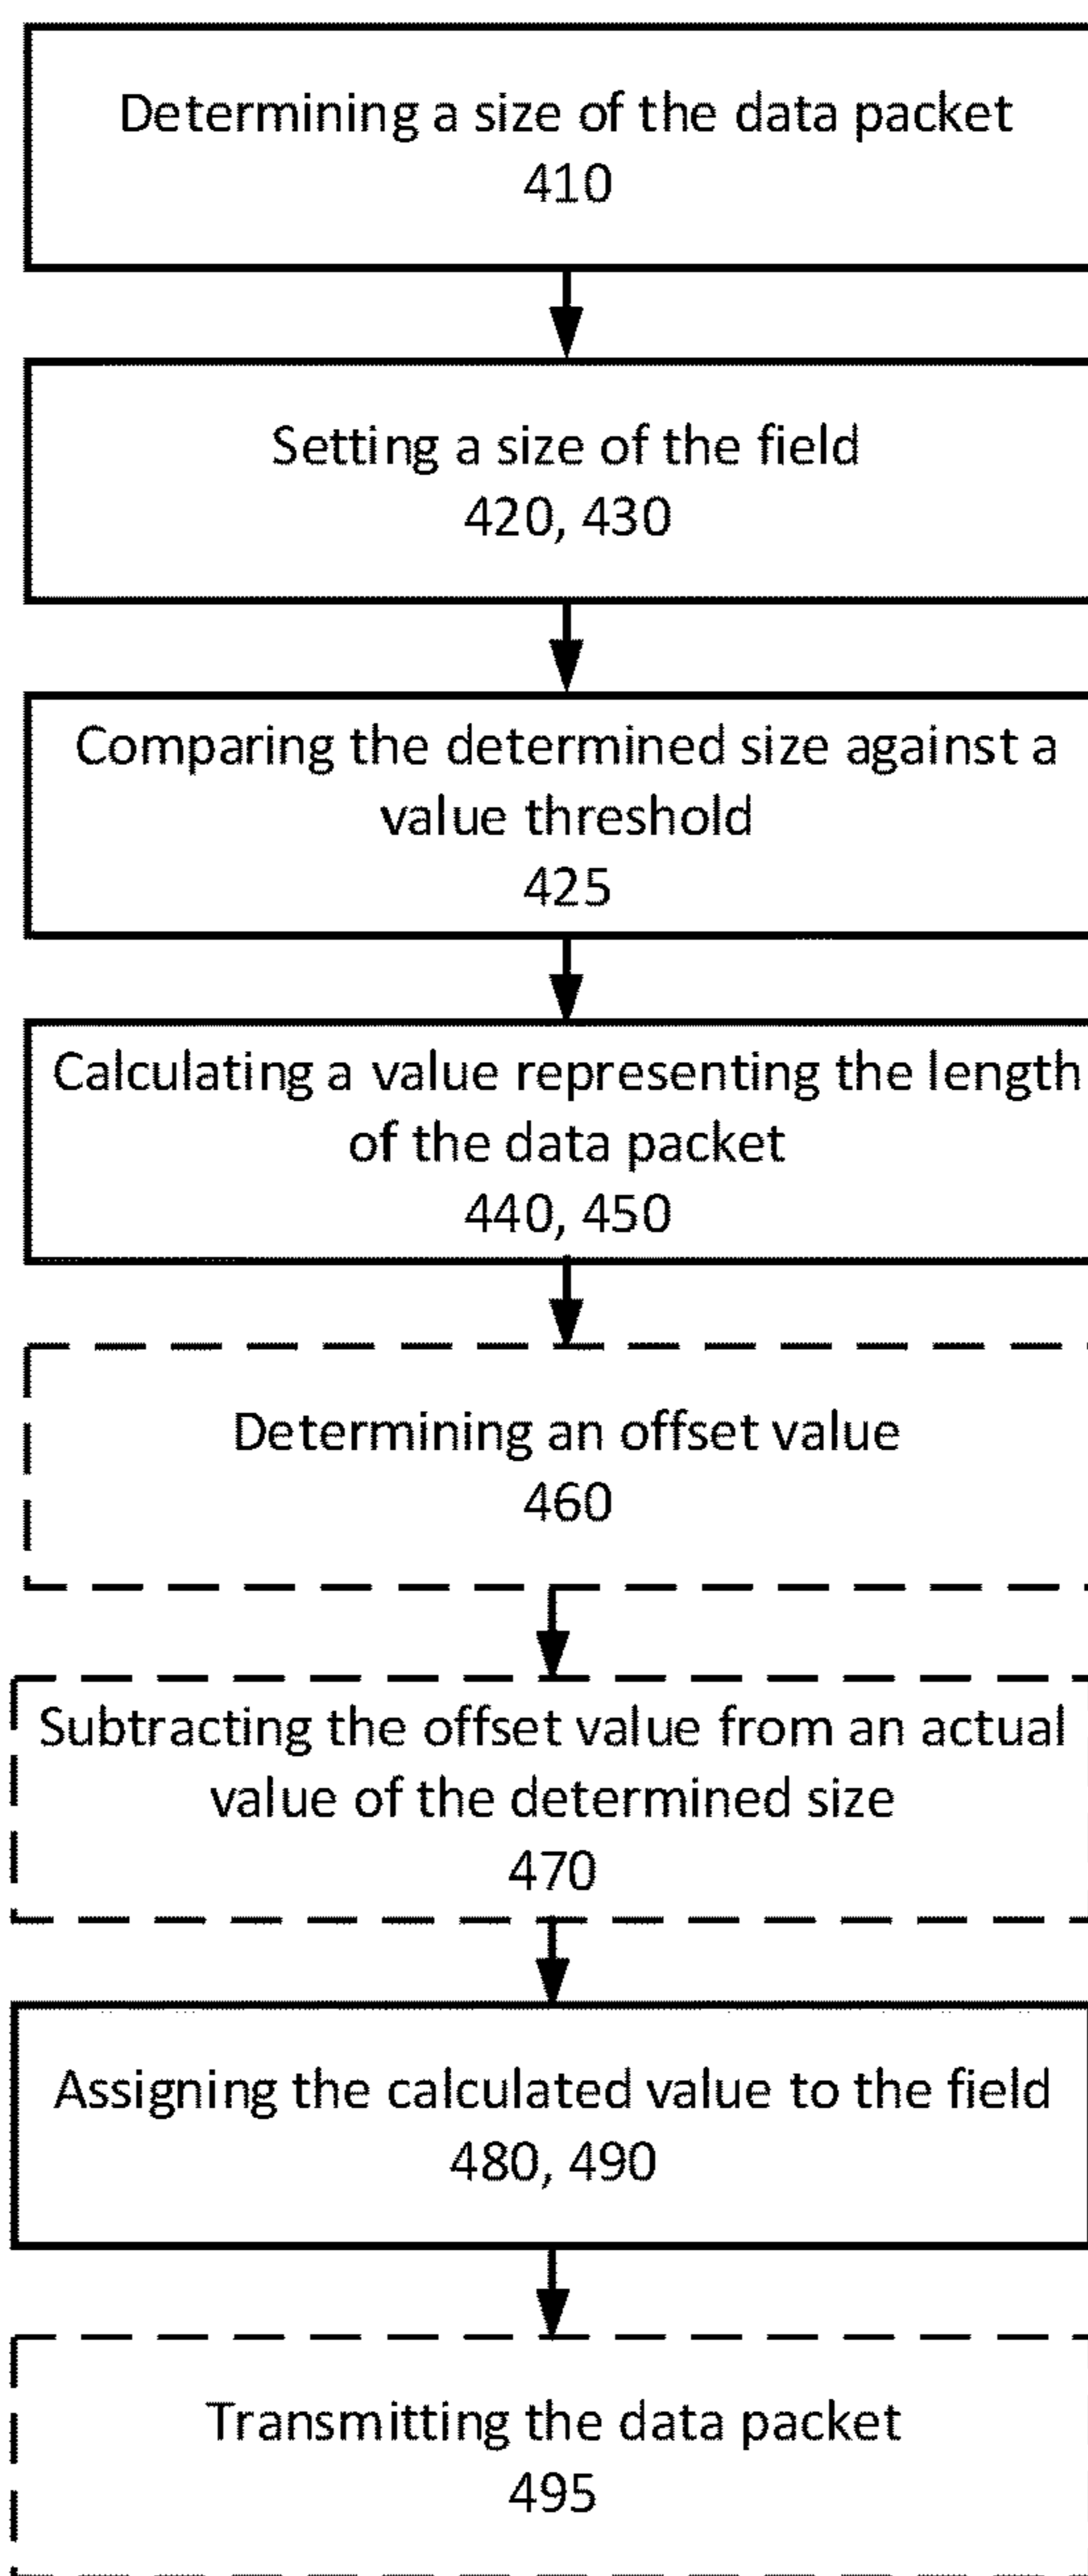 Determining a size of the data packet
410
Setting a size of the field
420, 430
Comparing the determined size against a
value threshold
425
Calculating a value representing the length
of the data packet
440, 450
Determining an offset value
460
Subtracting the offset value from an actual
value of the determined size
470
Assigning the calculated value to the field
480, 490
Transmitting the data packet
495